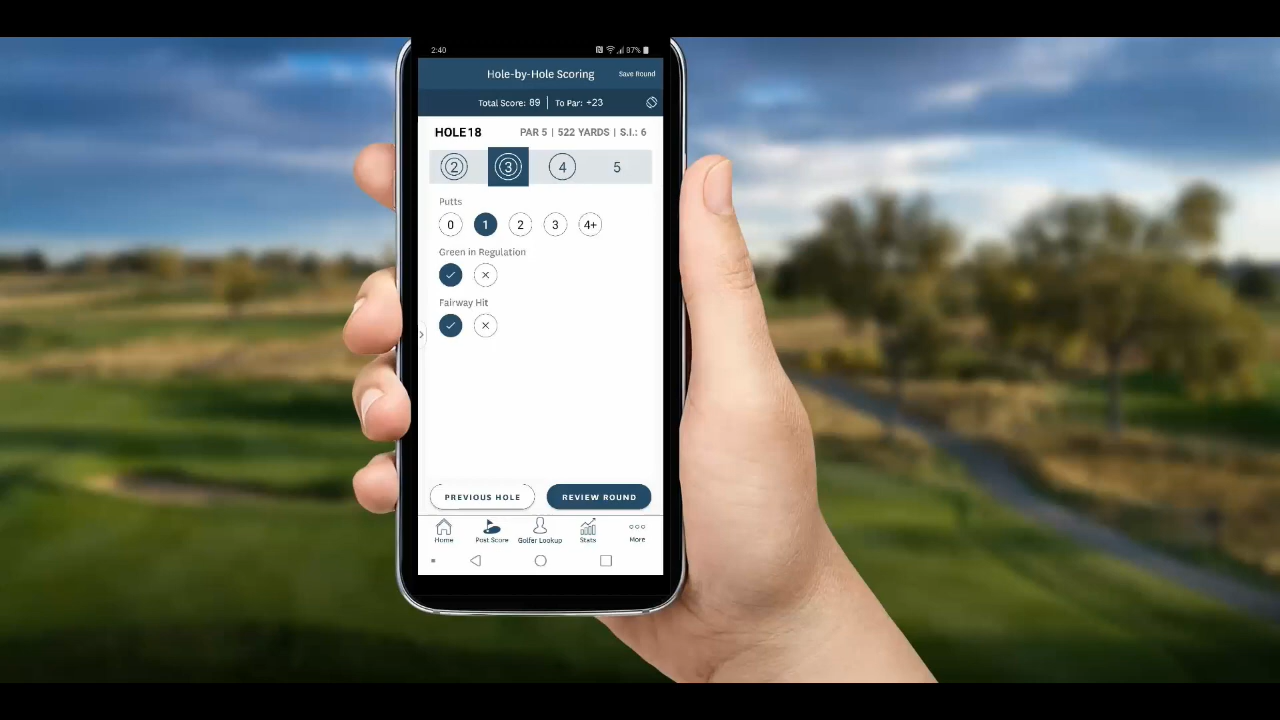 2:40 87%
Hole-by-Hole Scoring Save Round
Total Score: 89 | To Par: +23
HOLE 18 PAR 5 | 522 YARDS | S.I.: 6
2 3 4 5
Putts
0 1 2 3 4+
Green in Regulation
Fairway Hit
PREVIOUS HOLE REVIEW ROUND
Home Post Score Golfer Lookup Stats More